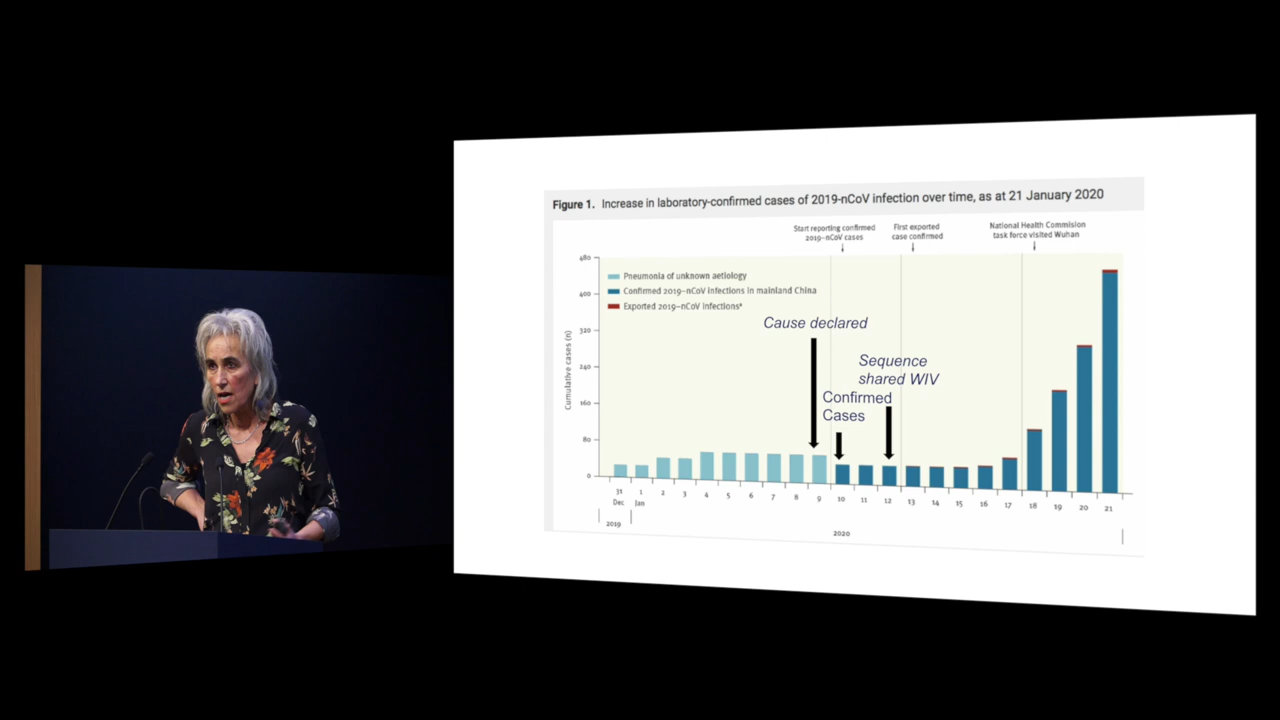 Figure 1. Increase in laboratory-confirmed cases of 2019-nCoV infection over time, as at 21 January 2020
Start reporting confirmed
2019–nCoV cases
First exported
case confirmed
National Health Commision
task force visited Wuhan
480
400
320
240
160
80
0
Cumulative cases (n)
Pneumonia of unknown aetiology
Confirmed 2019–nCoV infections in mainland China
Exported 2019–nCoV infections*
Cause declared
Sequence
shared WIV
Confirmed
Cases
31 1 2 3 4 5 6 7 8 9 10 11 12 13 14 15 16 17 18 19 20 21
Dec Jan
2019
2020